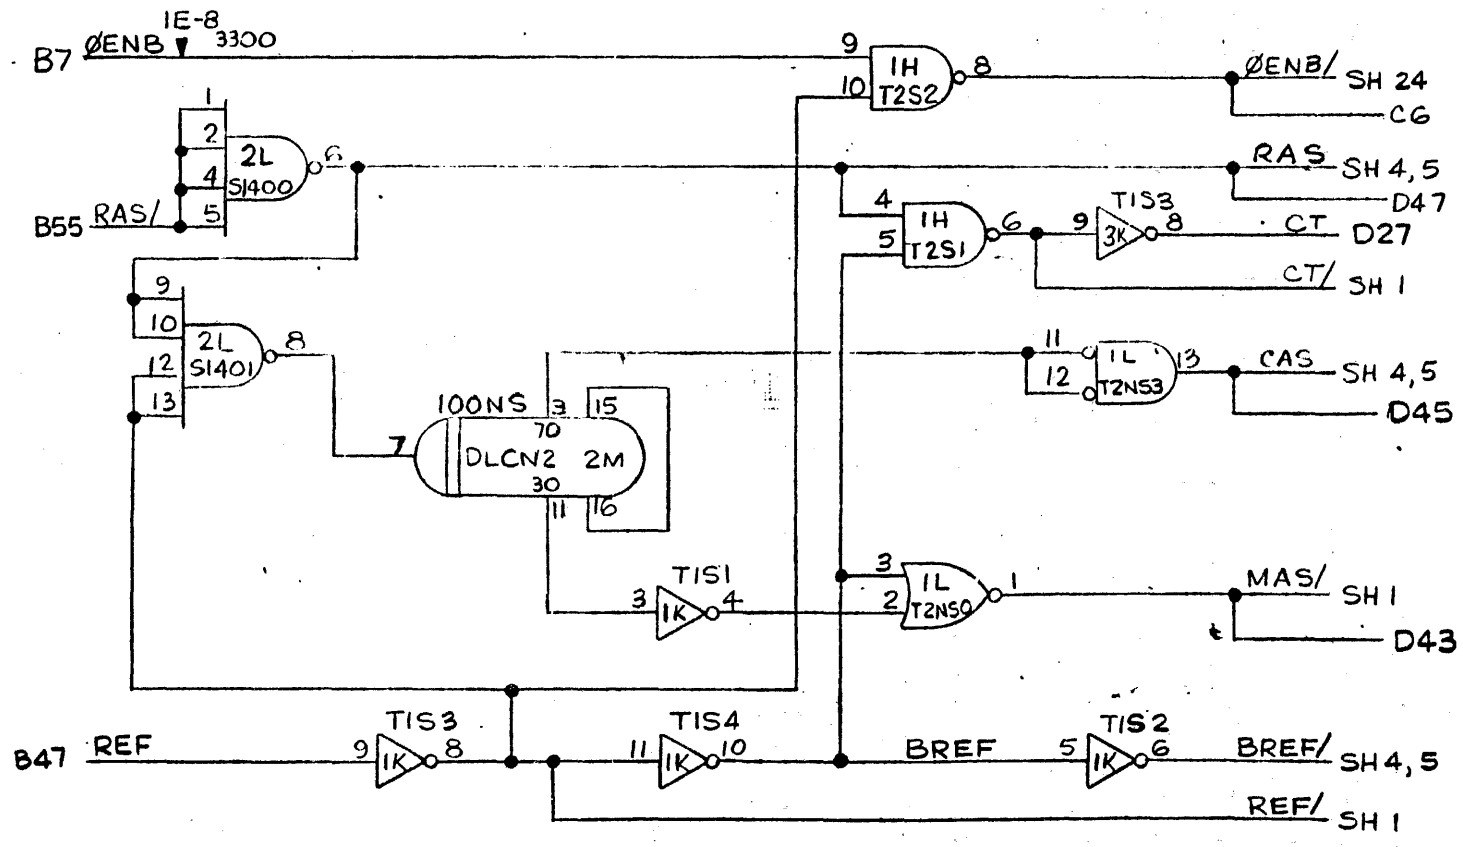 1E-8
B7 ØENB 3300
9 1H 8 ØENB/ SH 24
10 T2S2
C6
1
2
2L 6
4 S1400
5
B55 RAS/
RAS SH 4,5
D47
4 1H 6
5 T2S1
9 TIS3 8 CT D27
3K
CT/ SH 1
9
10
2L 8
12 S1401
13
11 1L 13 CAS SH 4,5
12 T2NS3
D45
100NS 3 15
70
7 DLCN2 2M
30
11 16
TIS1
3 1K 4
3 1L 1 MAS/ SH 1
2 T2NS0
D43
TIS3 TIS4 TIS2
B47 REF 9 1K 8 11 1K 10 BREF 5 1K 6 BREF/ SH 4,5
REF/ SH 1